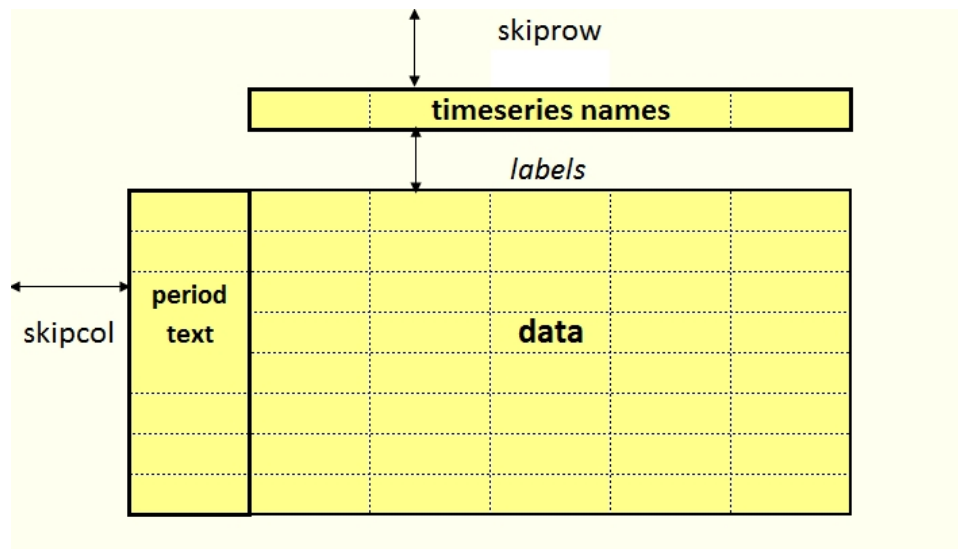 skiprow
timeseries names
labels
period
text
skipcol
data